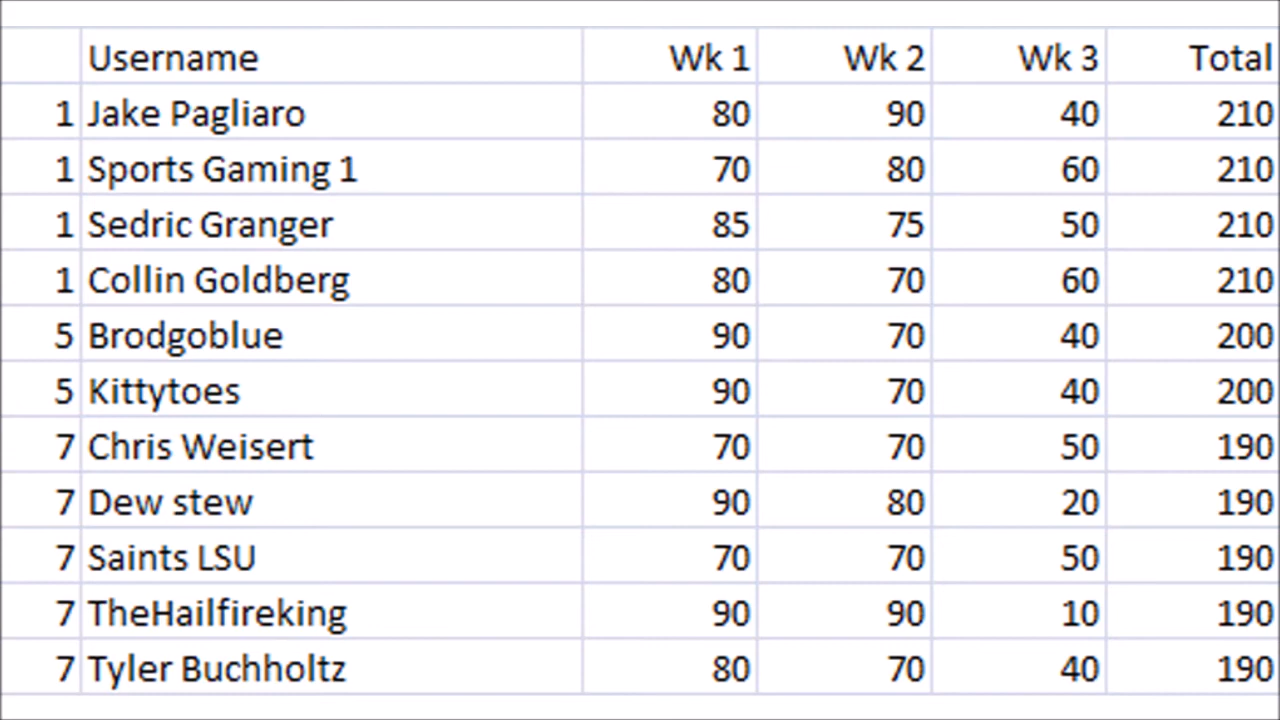 Username Wk 1 Wk 2 Wk 3 Total
1 Jake Pagliaro 80 90 40 210
1 Sports Gaming 1 70 80 60 210
1 Sedric Granger 85 75 50 210
1 Collin Goldberg 80 70 60 210
5 Brodgoblue 90 70 40 200
5 Kittytoes 90 70 40 200
7 Chris Weisert 70 70 50 190
7 Dew stew 90 80 20 190
7 Saints LSU 70 70 50 190
7 TheHailfireking 90 90 10 190
7 Tyler Buchholtz 80 70 40 190